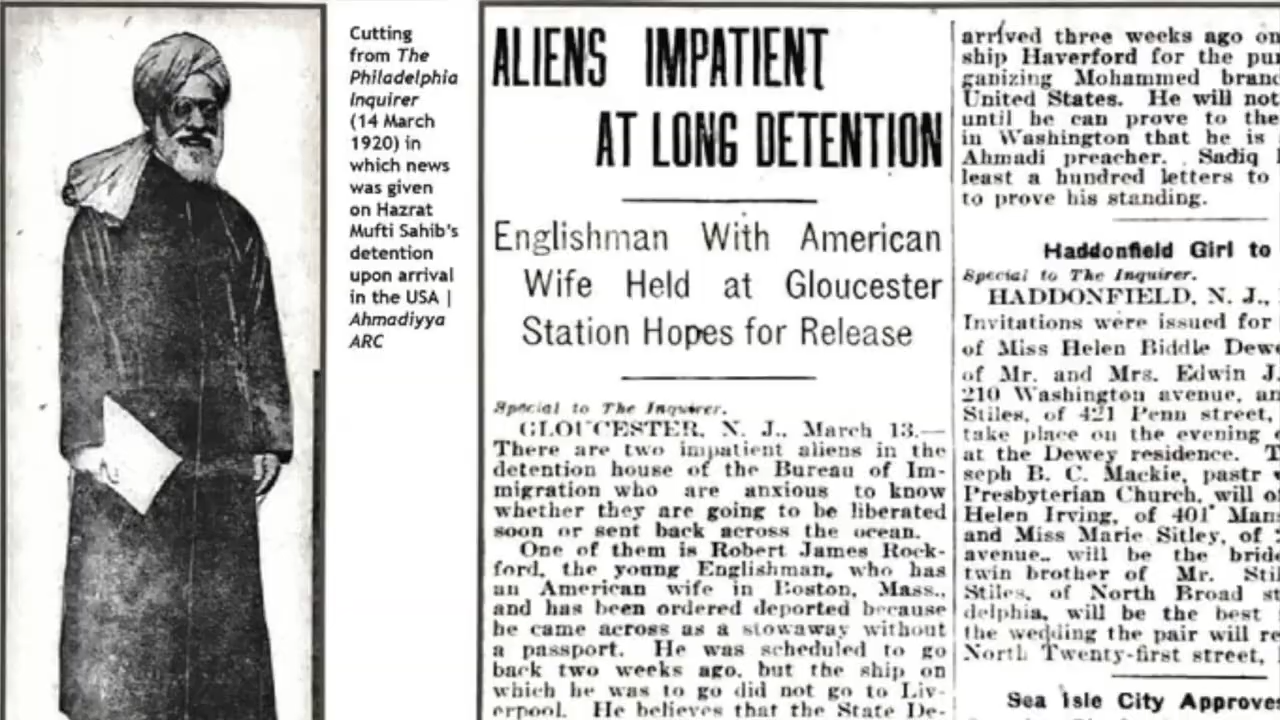 Cutting
from The
Philadelphia
Inquirer
(14 March
1920) in
which news
was given
on Hazrat
Mufti Sahib's
detention
upon arrival
in the USA |
Ahmadiyya
ARC
ALIENS IMPATIENT
AT LONG DETENTION
Englishman With American
Wife Held at Gloucester
Station Hopes for Release
Special to The Inquirer.
GLOUCESTER, N. J., March 13.—
There are two impatient aliens in the
detention house of the Bureau of Im-
migration who are anxious to know
whether they are going to be liberated
soon or sent back across the ocean.
One of them is Robert James Rock-
ford, the young Englishman, who has
an American wife in Boston, Mass.,
and has been ordered deported because
he came across as a stowaway without
a passport. He was scheduled to go
back two weeks ago, but the ship on
which he was to go did not go to Liv-
erpool. He believes that the State De-
arrived three weeks ago on
ship Haverford for the pur
ganizing Mohammed branc
United States. He will not
until he can prove to the
in Washington that he is
Ahmadi preacher. Sadiq
least a hundred letters to
to prove his standing.
Haddonfield Girl to
Special to The Inquirer.
HADDONFIELD, N. J.,
Invitations were issued for
of Miss Helen Biddle Dewe
of Mr. and Mrs. Edwin J.
210 Washington avenue, an
Stiles, of 421 Penn street,
take place on the evening
at the Dewey residence. T
seph B. C. Mackie, pastr
Presbyterian Church, will o
Helen Irving, of 401 Man
and Miss Marie Sitley, of
avenue., will be the bride
twin brother of Mr. Stil
Stiles, of North Broad st
delphia, will be the best
the wedding the pair will re
North Twenty-first street,
Sea Isle City Approve